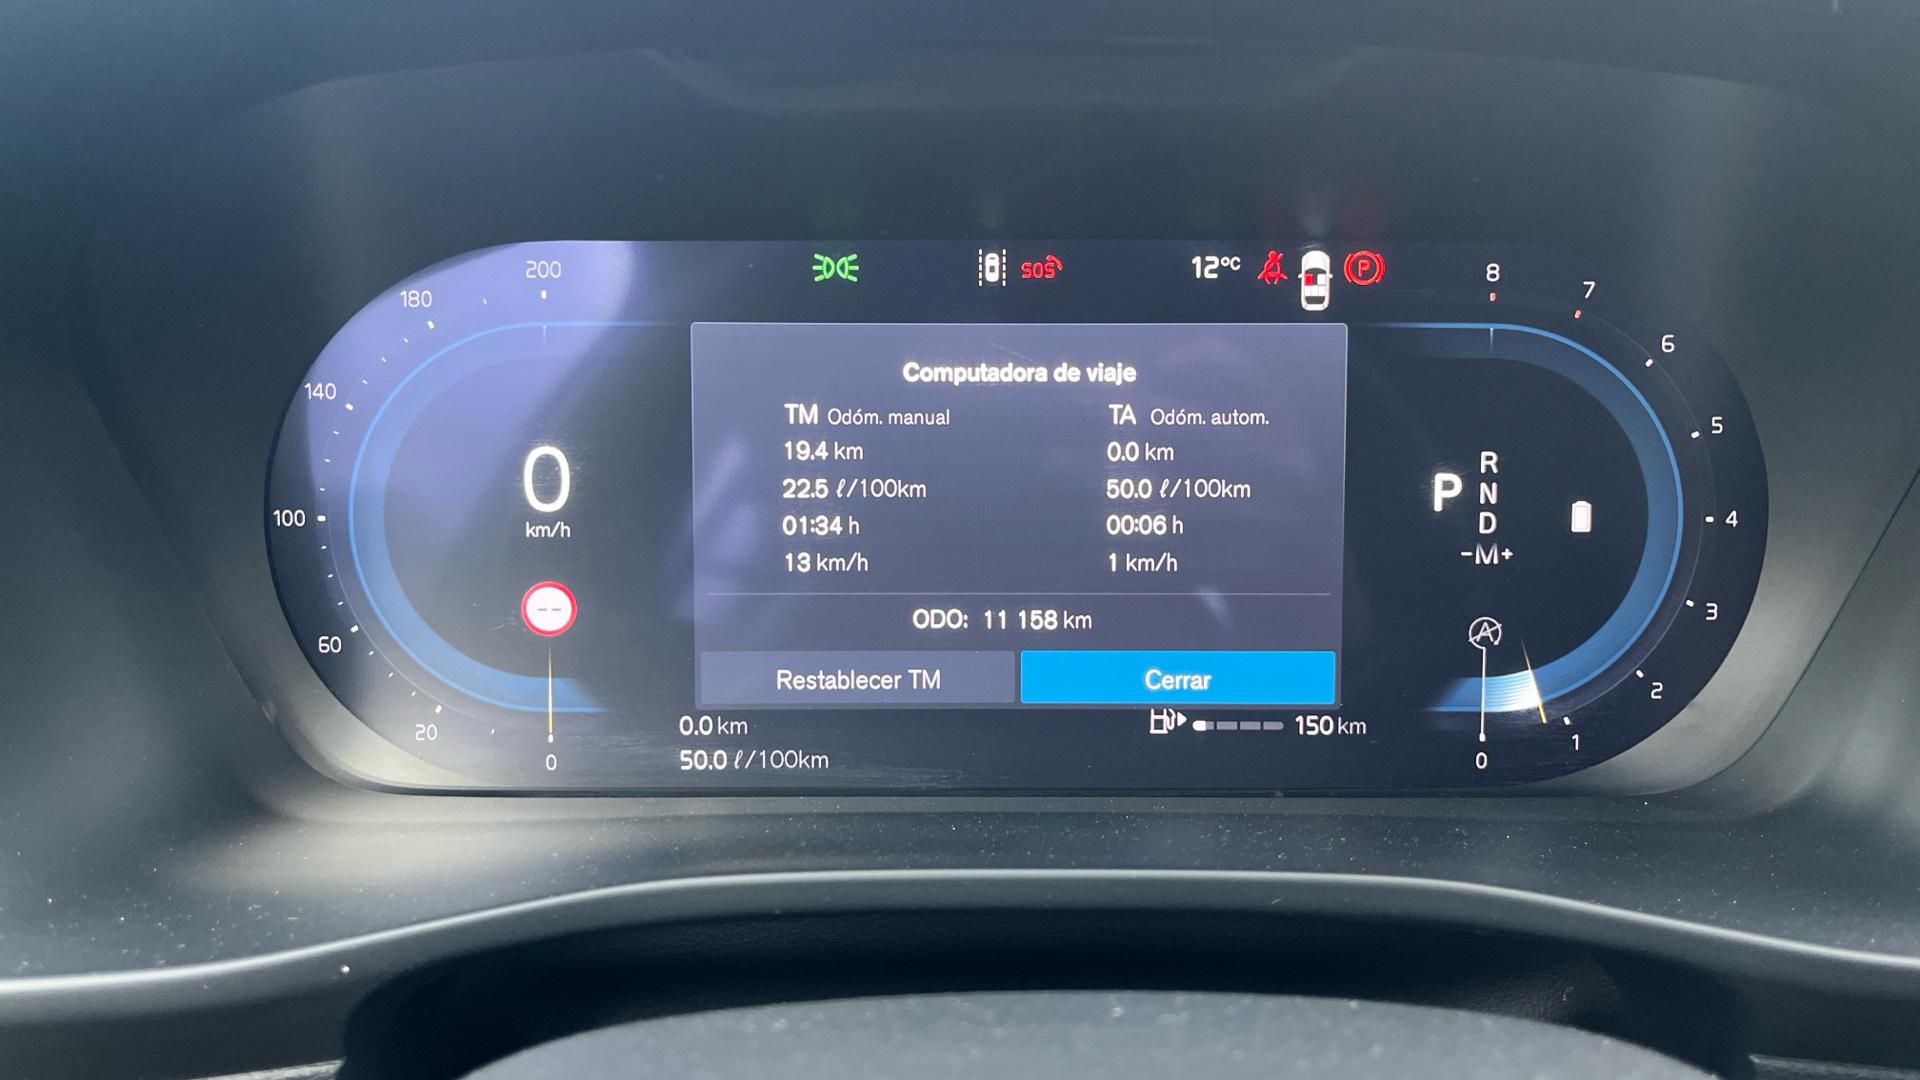 200
180
140
100
60
20
0
0
km/h
--
SOS
12°C
P
8
7
6
5
4
3
2
1
0
Computadora de viaje
TM Odóm. manual
19.4 km
22.5 ℓ/100km
01:34 h
13 km/h
TA Odóm. autom.
0.0 km
50.0 ℓ/100km
00:06 h
1 km/h
ODO: 11 158 km
Restablecer TM
Cerrar
P
R
N
D
-M+
A
0.0 km
50.0 ℓ/100km
150 km